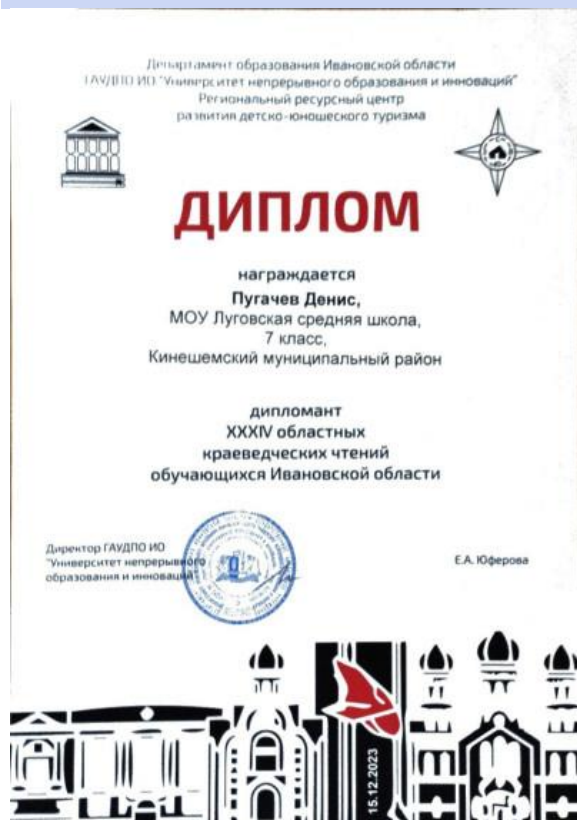 Департамент образования Ивановской области
ГАУДПО ИО "Университет непрерывного образования и инноваций"
Региональный ресурсный центр
развития детско-юношеского туризма
ДИПЛОМ
награждается
Пугачев Денис,
МОУ Луговская средняя школа,
7 класс,
Кинешемский муниципальный район
дипломант
XXXIV областных
краеведческих чтений
обучающихся Ивановской области
Директор ГАУДПО ИО
"Университет непрерывного
образования и инноваций"
Е.А. Юферова
15.12.2023